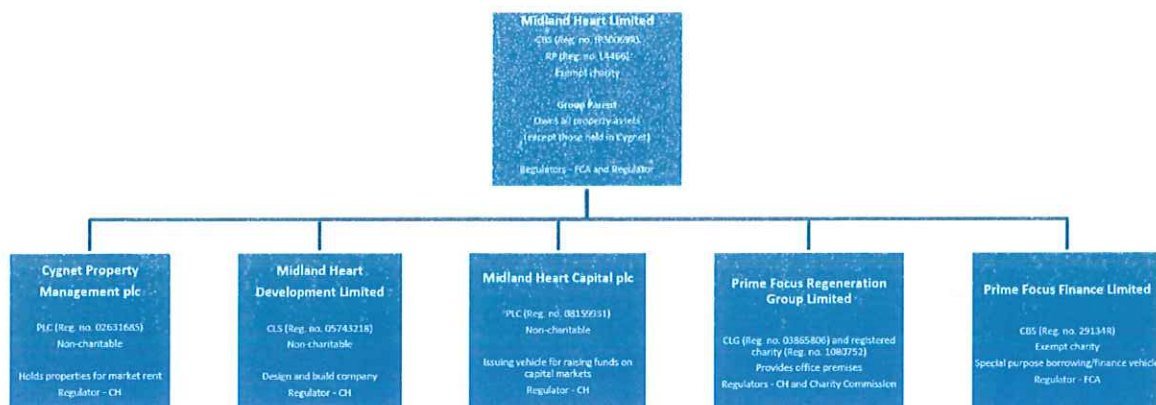 Midland Heart Limited
CBS (Reg. no. IP30069R)
RP (Reg. no. L4466)
Exempt charity
Group Parent
Owns all property assets
(except those held in Cygnet)
Regulators - FCA and Regulator
Cygnet Property
Management plc
PLC (Reg. no. 02631685)
Non-charitable
Holds properties for market rent
Regulator - CH
Midland Heart
Development Limited
CLS (Reg. no. 05743218)
Non-charitable
Design and build company
Regulator - CH
Midland Heart Capital plc
PLC (Reg. no. 08159931)
Non-charitable
Issuing vehicle for raising funds on
capital markets
Regulator - CH
Prime Focus Regeneration
Group Limited
CLG (Reg. no. 03865806) and registered
charity (Reg. no. 1080752)
Provides office premises
Regulators - CH and Charity Commission
Prime Focus Finance Limited
CBS (Reg. no. 29134R)
Exempt charity
Special purpose borrowing/finance vehicle
Regulator - FCA